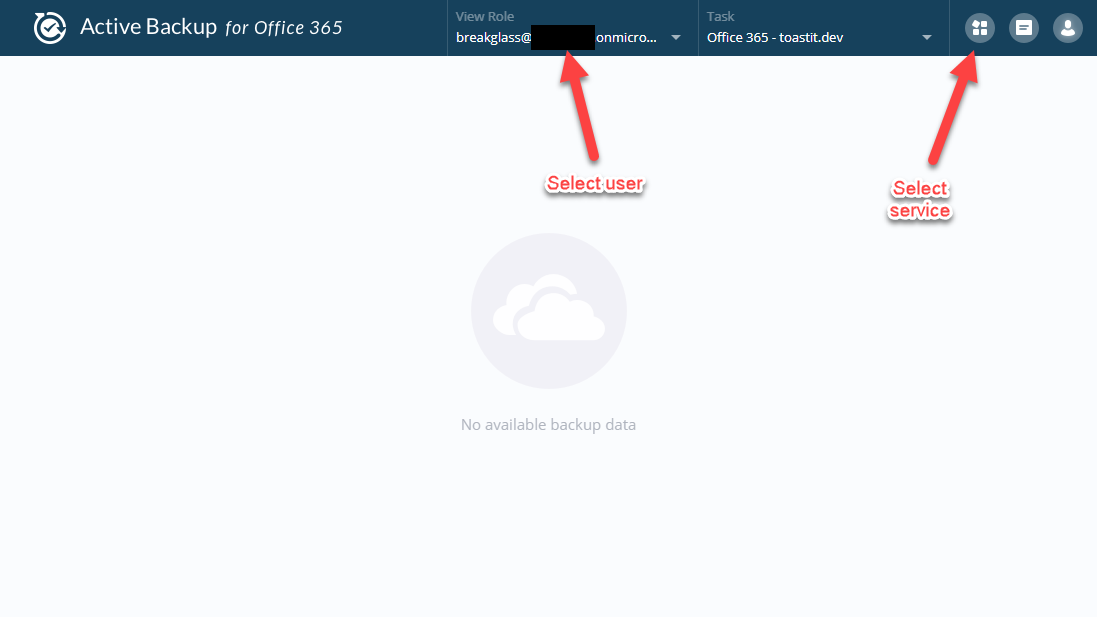 Active Backup for Office 365
View Role
breakglass@ onmicro...
Task
Office 365 - toastit.dev
Select user
Select
service
No available backup data